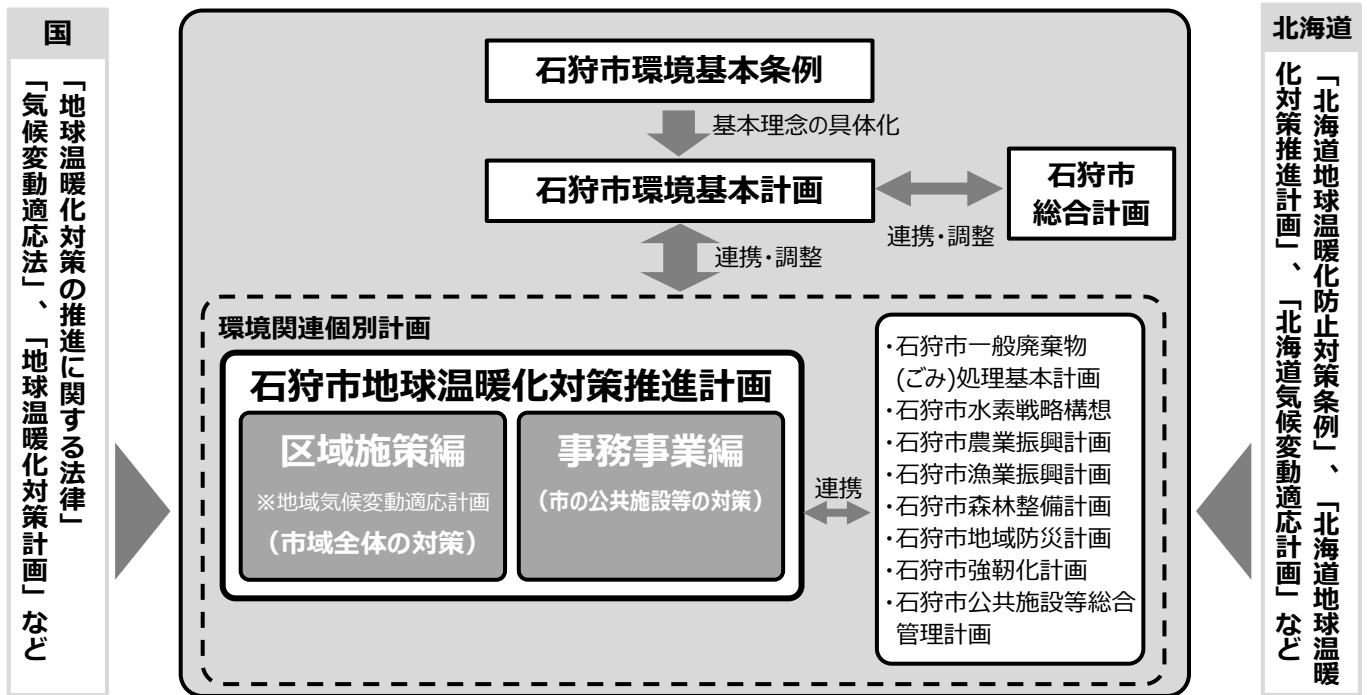 国
「地球温暖化対策の推進に関する法律」
「気候変動適応法」、「地球温暖化対策計画」など
石狩市環境基本条例
基本理念の具体化
石狩市環境基本計画
石狩市
総合計画
連携・調整
連携・調整
環境関連個別計画
石狩市地球温暖化対策推進計画
区域施策編
※地域気候変動適応計画
（市域全体の対策）
事務事業編
（市の公共施設等の対策）
連携
・石狩市一般廃棄物
(ごみ)処理基本計画
・石狩市水素戦略構想
・石狩市農業振興計画
・石狩市漁業振興計画
・石狩市森林整備計画
・石狩市地域防災計画
・石狩市強靭化計画
・石狩市公共施設等総合
管理計画
北海道
「北海道地球温暖化防止対策条例」、「北海道地球温暖
化対策推進計画」、「北海道気候変動適応計画」など